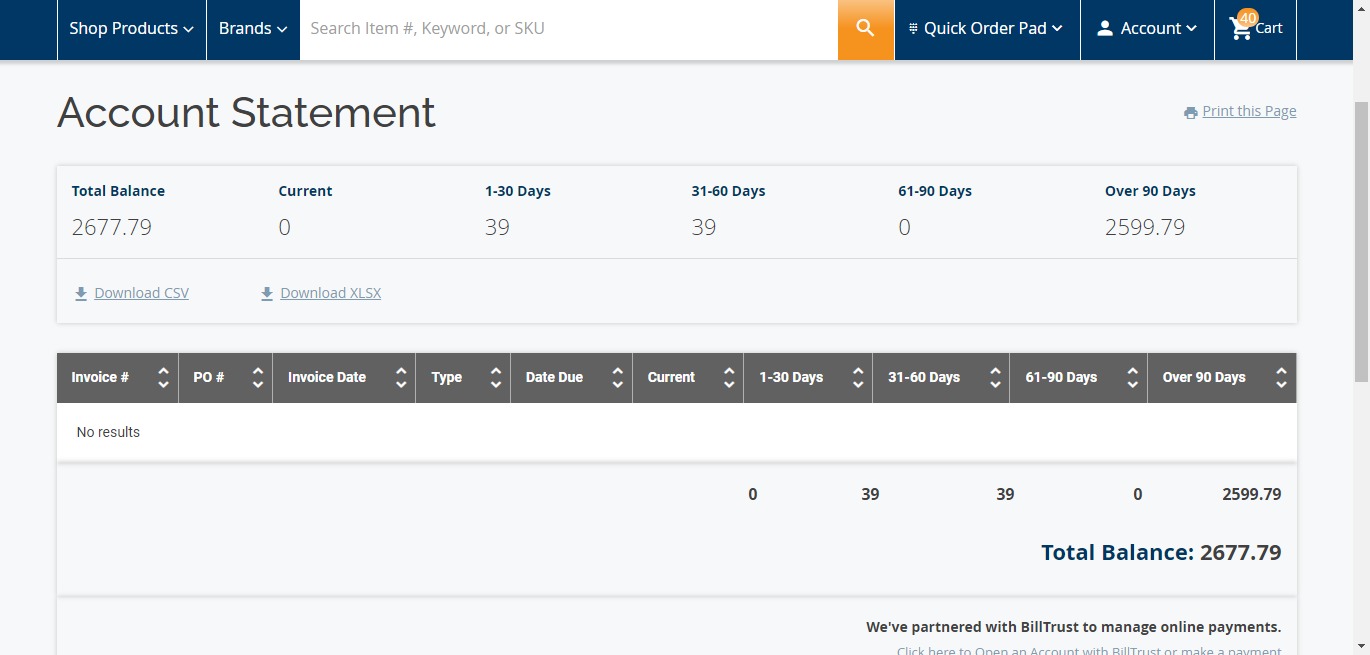 Shop Products
Brands
Search Item #, Keyword, or SKU
Quick Order Pad
Account
40
Cart
Account Statement
Print this Page
Total Balance Current 1-30 Days 31-60 Days 61-90 Days Over 90 Days
2677.79 0 39 39 0 2599.79
Download CSV Download XLSX
Invoice # PO # Invoice Date Type Date Due Current 1-30 Days 31-60 Days 61-90 Days Over 90 Days
No results
0 39 39 0 2599.79
Total Balance: 2677.79
We've partnered with BillTrust to manage online payments.
Click here to Open an Account with BillTrust or make a payment